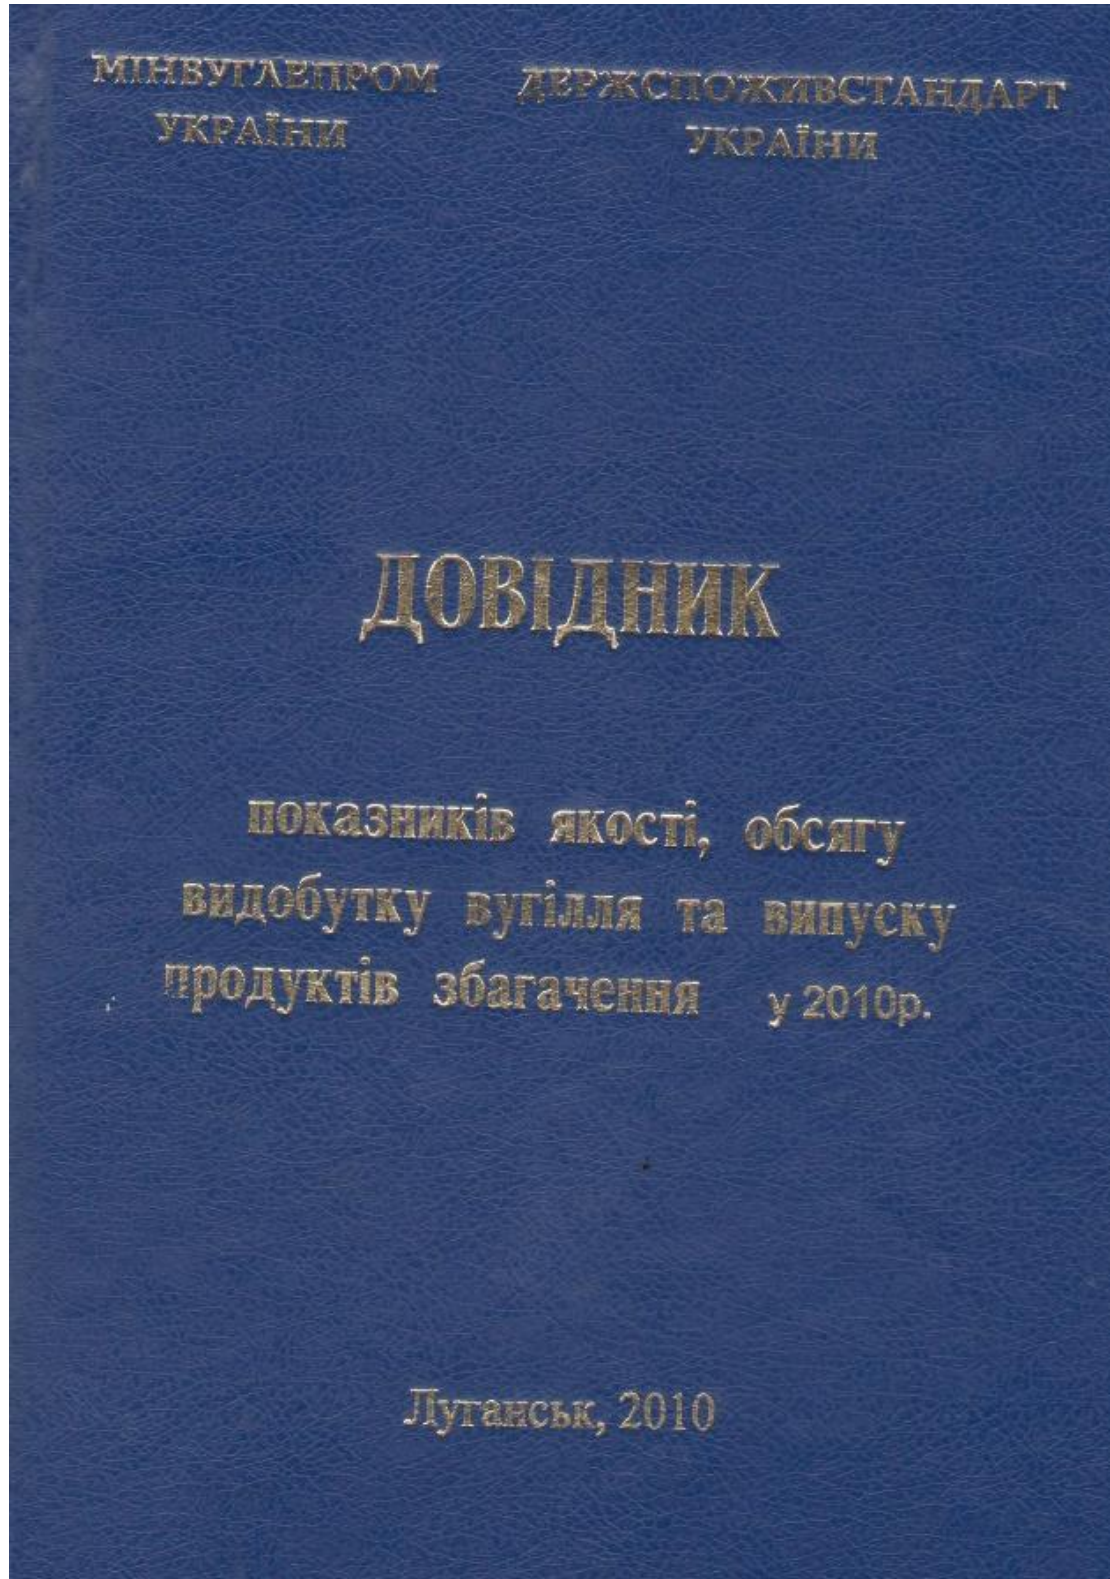 МІНВУГЛЕПРОМ
УКРАЇНИ
ДЕРЖСПОЖИВСТАНДАРТ
УКРАЇНИ
ДОВІДНИК
показників якості, обсягу
видобутку вугілля та випуску
продуктів збагачення у 2010р.
Луганськ, 2010